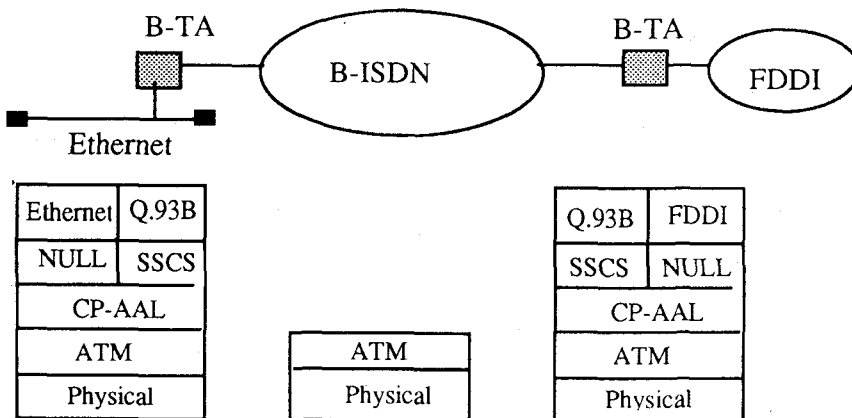 B-TA
B-TA
B-ISDN
FDDI
Ethernet
Ethernet Q.93B
NULL SSCS
CP-AAL
ATM
Physical
ATM
Physical
Q.93B FDDI
SSCS NULL
CP-AAL
ATM
Physical